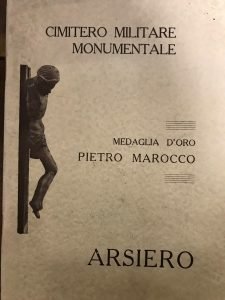 CIMITERO MILITARE
MONUMENTALE
MEDAGLIA D'ORO
PIETRO MAROCCO
ARSIERO